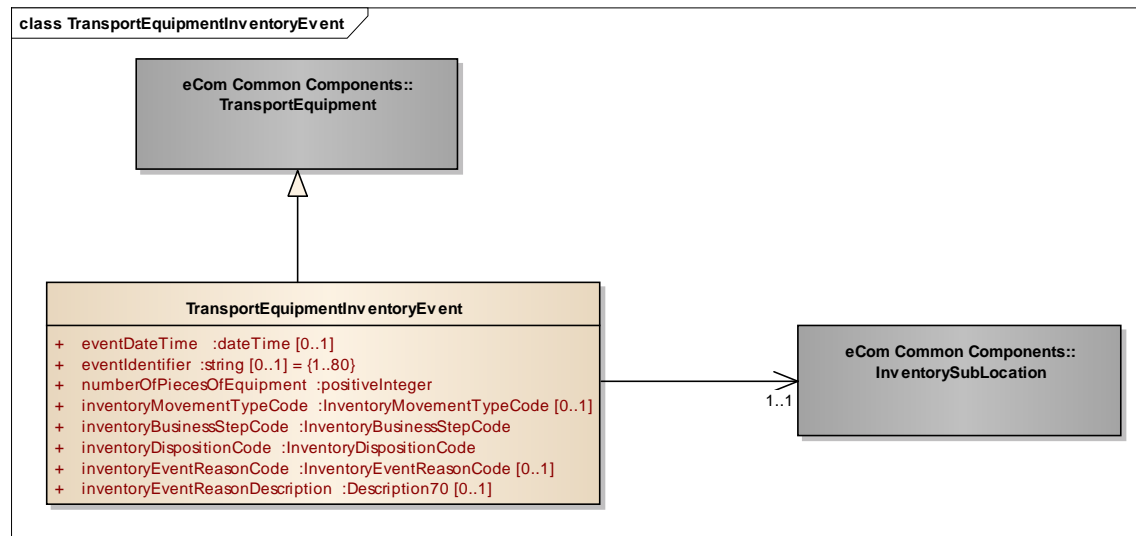 class TransportEquipmentInventoryEvent
eCom Common Components::
TransportEquipment
TransportEquipmentInventoryEvent
+ eventDateTime :dateTime [0..1]
+ eventIdentifier :string [0..1] = {1..80}
+ numberOfPiecesOfEquipment :positiveInteger
+ inventoryMovementTypeCode :InventoryMovementTypeCode [0..1]
+ inventoryBusinessStepCode :InventoryBusinessStepCode
+ inventoryDispositionCode :InventoryDispositionCode
+ inventoryEventReasonCode :InventoryEventReasonCode [0..1]
+ inventoryEventReasonDescription :Description70 [0..1]
1..1
eCom Common Components::
InventorySubLocation